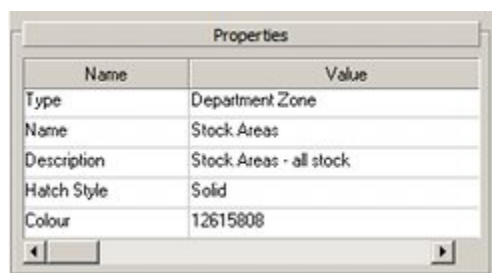 Properties
Name Value
Type Department Zone
Name Stock Areas
Description Stock Areas - all stock
Hatch Style Solid
Colour 12615808